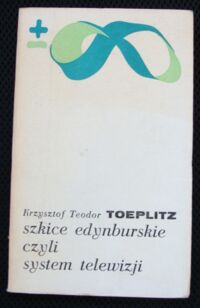 Krzysztof Teodor TOEPLITZ
szkice edynburskie
czyli
system telewizji